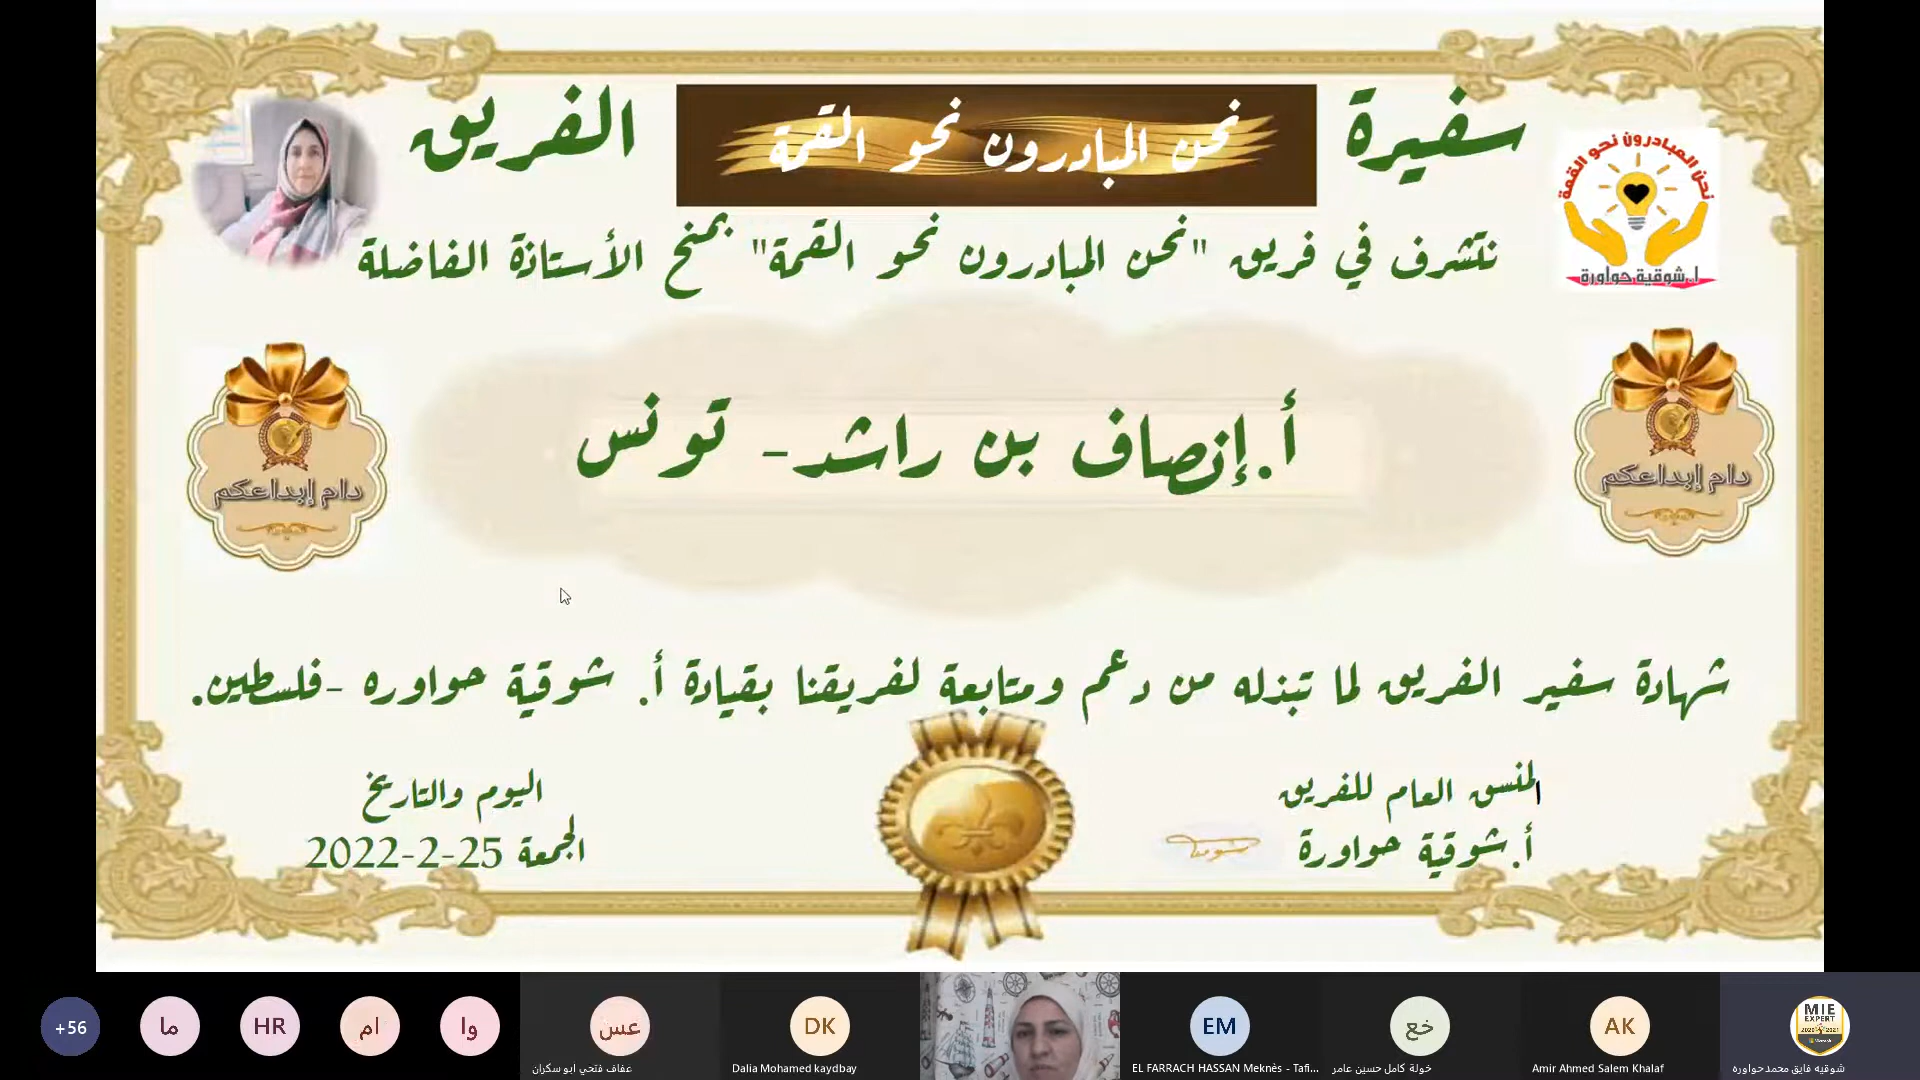 سفيرة نحن المبادرون نحو القمة الفريق
نحن المبادرون نحو القمة
أ.شوقية حواورة
نتشرف في فريق "نحن المبادرون نحو القمة" بمنح الأستاذة الفاضلة
أ.إنصاف بن راشد- تونس
دام إبداعكم
دام إبداعكم
شهادة سفير الفريق لما تبذله من دعم ومتابعة لفريقنا بقيادة أ. شوقية حواوره -فلسطين.
المنسق العام للفريق
أ.شوقية حواورة
اليوم والتاريخ
الجمعة 25-2-2022
+56
ما
HR
ام
وا
عس
عفاف فتحي ابو سكران
DK
Dalia Mohamed kaydbay
EM
EL FARRACH HASSAN Meknès - Tafi...
خع
خولة كامل حسين عامر
AK
Amir Ahmed Salem Khalaf
MIE
EXPERT
2020 2021
شوقيه فايق محمد حواوره